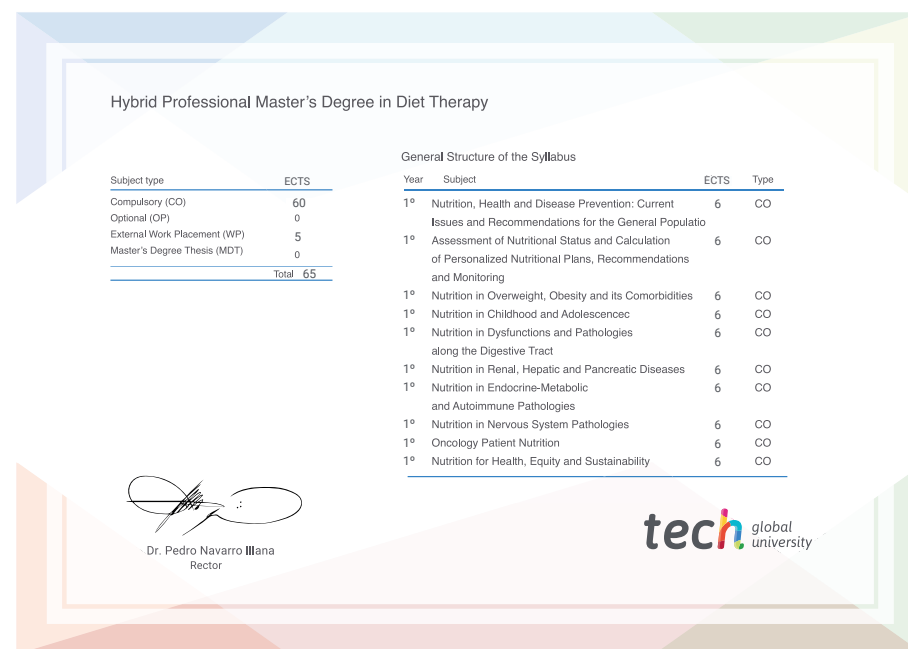 Hybrid Professional Master's Degree in Diet Therapy
General Structure of the Syllabus
Subject type ECTS
Compulsory (CO) 60
Optional (OP) 0
External Work Placement (WP) 5
Master's Degree Thesis (MDT) 0
Total 65
Year Subject ECTS Type
1º Nutrition, Health and Disease Prevention: Current 6 CO
Issues and Recommendations for the General Populatio
1º Assessment of Nutritional Status and Calculation 6 CO
of Personalized Nutritional Plans, Recommendations
and Monitoring
1º Nutrition in Overweight, Obesity and its Comorbidities 6 CO
1º Nutrition in Childhood and Adolescencec 6 CO
1º Nutrition in Dysfunctions and Pathologies 6 CO
along the Digestive Tract
1º Nutrition in Renal, Hepatic and Pancreatic Diseases 6 CO
1º Nutrition in Endocrine-Metabolic 6 CO
and Autoimmune Pathologies
1º Nutrition in Nervous System Pathologies 6 CO
1º Oncology Patient Nutrition 6 CO
1º Nutrition for Health, Equity and Sustainability 6 CO
Dr. Pedro Navarro Illana
Rector
tech global
university